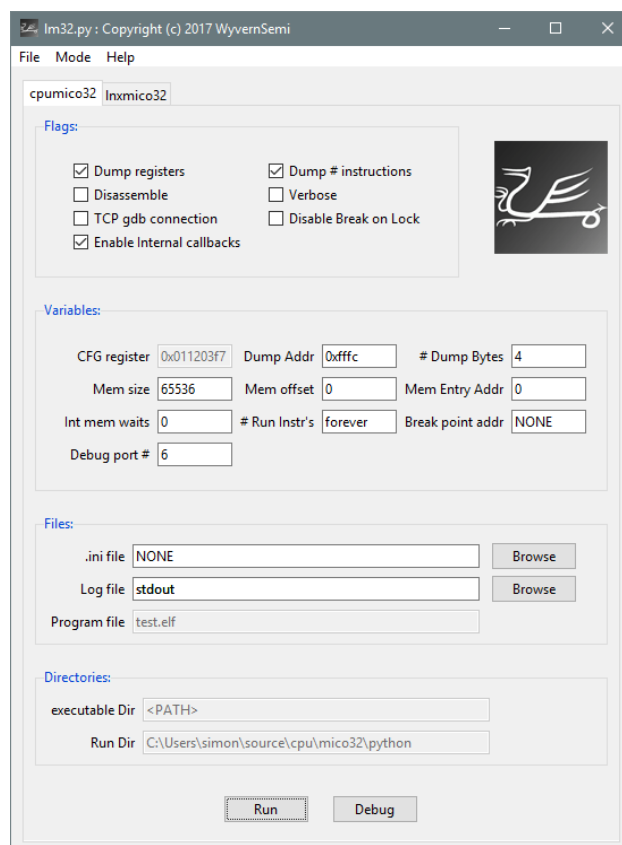 lm32.py : Copyright (c) 2017 WyvernSemi
File Mode Help
cpumico32 lnxmico32
Flags:
Dump registers Dump # instructions
Disassemble Verbose
TCP gdb connection Disable Break on Lock
Enable Internal callbacks
Variables:
CFG register 0x011203f7 Dump Addr 0xfffc # Dump Bytes 4
Mem size 65536 Mem offset 0 Mem Entry Addr 0
Int mem waits 0 # Run Instr's forever Break point addr NONE
Debug port # 6
Files:
.ini file NONE Browse
Log file stdout Browse
Program file test.elf
Directories:
executable Dir <PATH>
Run Dir C:\Users\simon\source\cpu\mico32\python
Run Debug